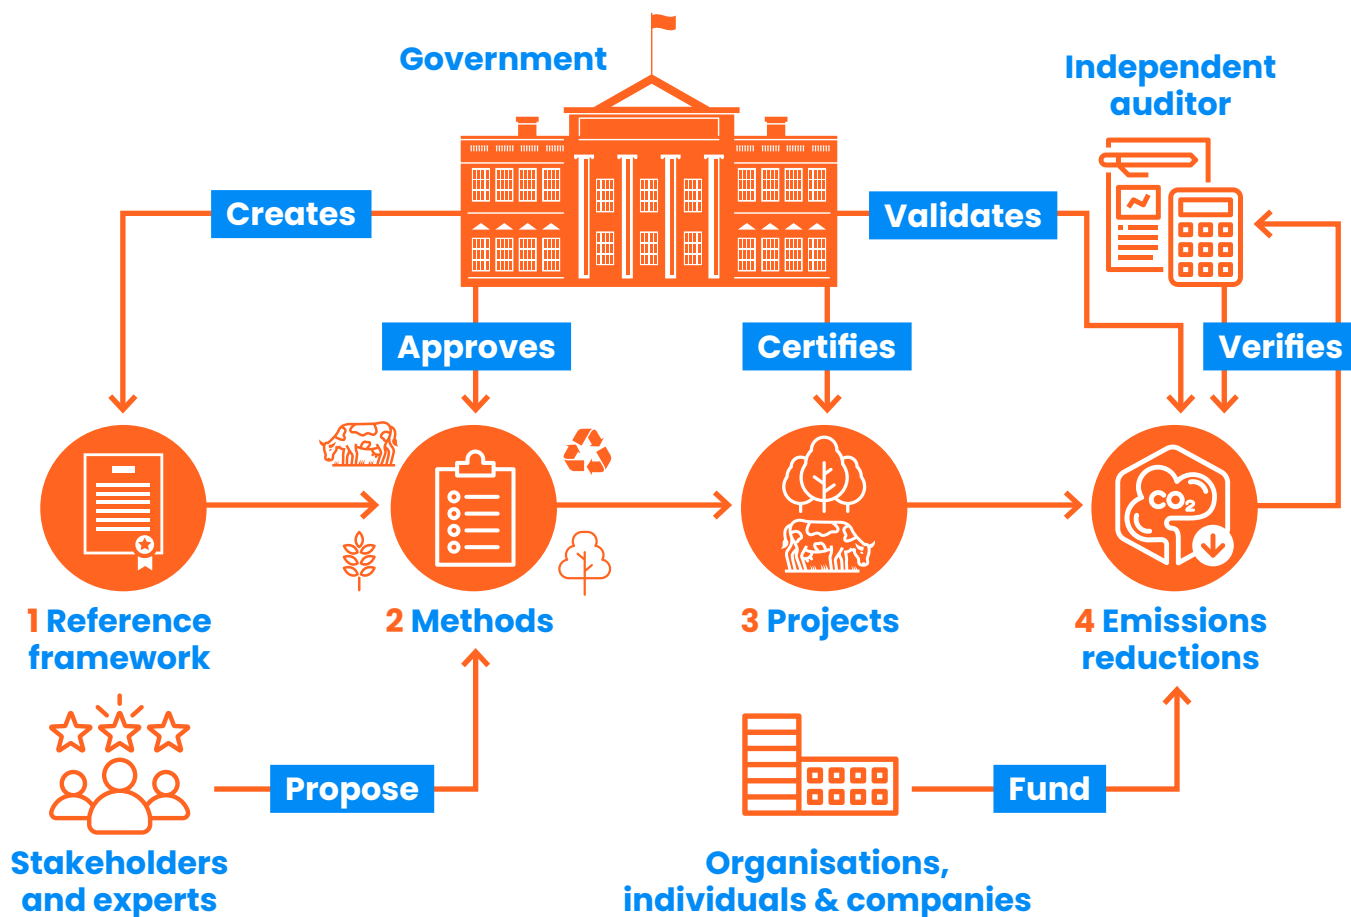 Government
Independent
auditor
Creates
Validates
Approves
Certifies
Verifies
CO₂
1 Reference
framework
2 Methods
3 Projects
4 Emissions
reductions
Propose
Fund
Stakeholders
and experts
Organisations,
individuals & companies